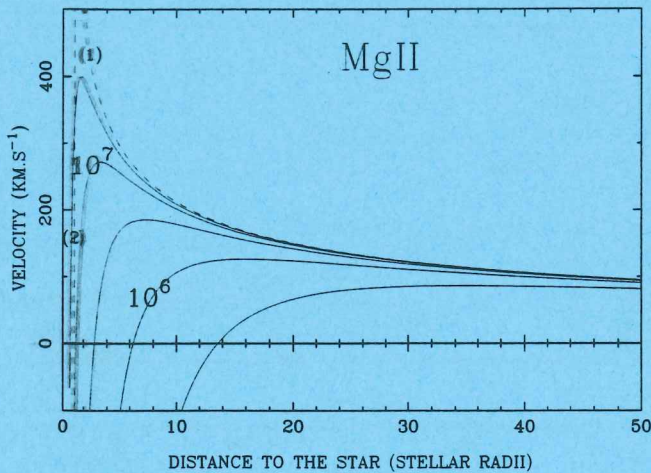 MgII
(1)
400
10^7
200
(2)
10^6
0
VELOCITY (KM.S⁻¹)
0 10 20 30 40 50
DISTANCE TO THE STAR (STELLAR RADII)